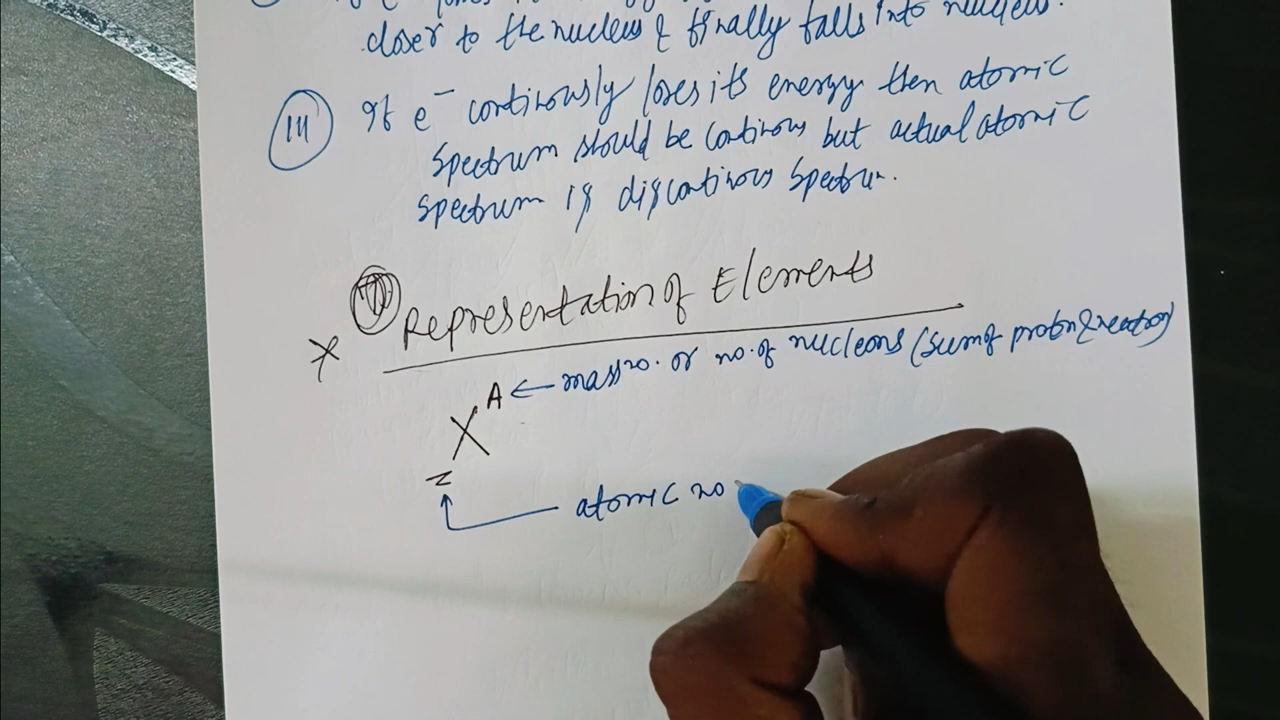 closer to the nucleus & finally falls into nucleus.
(III) If e⁻ continously loses its energy then atomic
spectrum should be continous but actual atomic
spectrum is discontinous spectrum.
* Representation of Elements
A ← mass no. or no. of nucleons (sum of proton & neutron)
X
Z
atomic no